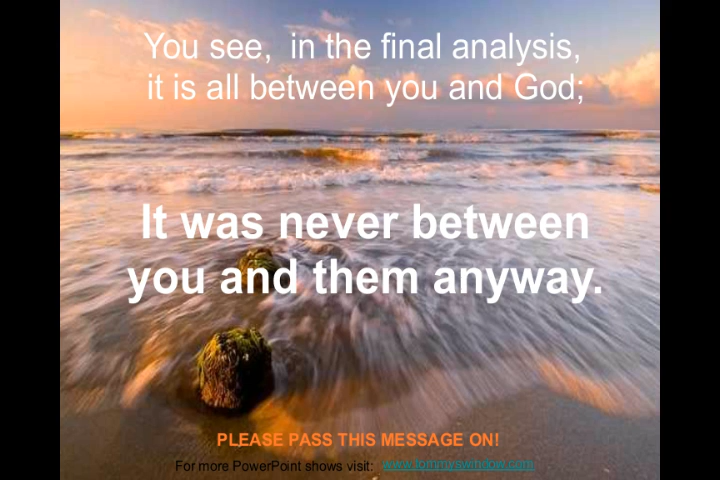 You see, in the final analysis,
it is all between you and God;
It was never between
you and them anyway.
PLEASE PASS THIS MESSAGE ON!
For more PowerPoint shows visit: www.tommyswindow.com